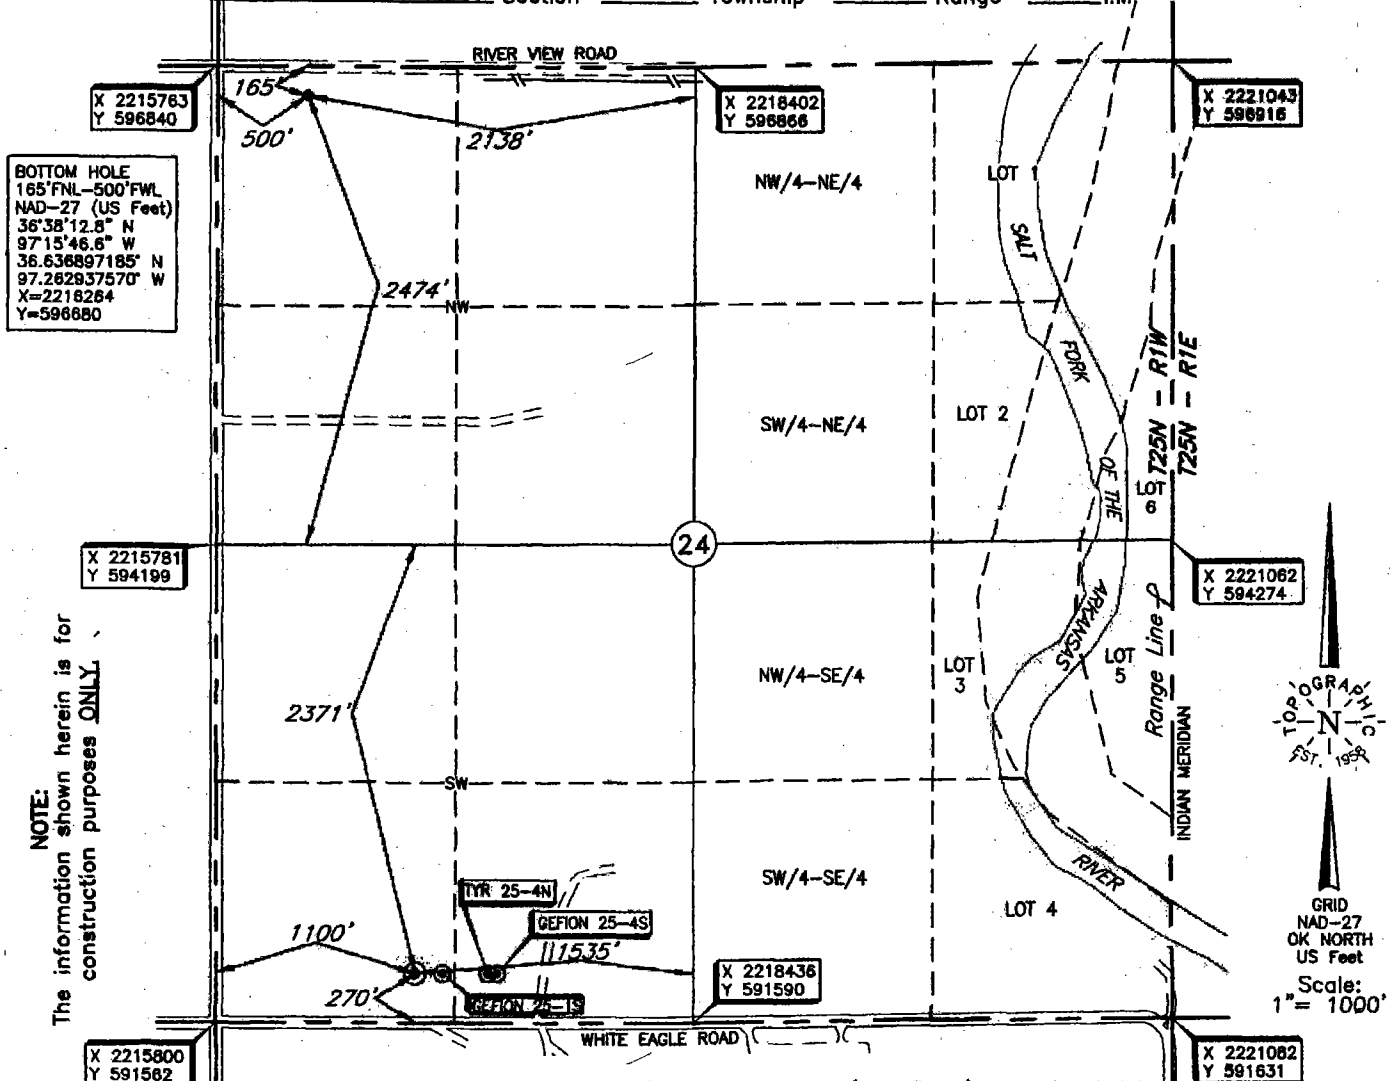 RIVER VIEW ROAD
X 2215763
Y 596840
165'
500'
2138'
X 2218402
Y 596866
X 2221043
Y 596916
BOTTOM HOLE
165'FNL-500'FWL
NAD-27 (US Feet)
36°38'12.8" N
97°15'46.6" W
36.636897185° N
97.262937570° W
X=2216264
Y=596680
NW/4-NE/4
LOT 1
SALT
2474'
NW
FORK
T25N - R1W
T25N - R1E
SW/4-NE/4
LOT 2
OF THE
LOT
6
24
X 2215781
Y 594199
X 2221062
Y 594274
ARKANSAS
NOTE:
The information shown herein is for
construction purposes ONLY.
2371'
NW/4-SE/4
LOT
3
LOT
5
Range Line
INDIAN MERIDIAN
TOPOGRAPHIC
N
EST. 1958
SW
SW/4-SE/4
RIVER
LOT 4
TYR 25-4N
GEFION 25-4S
1100'
1535'
270'
GEFION 25-1S
X 2218436
Y 591590
GRID
NAD-27
OK NORTH
US Feet
Scale:
1"= 1000'
WHITE EAGLE ROAD
X 2215800
Y 591562
X 2221082
Y 591631